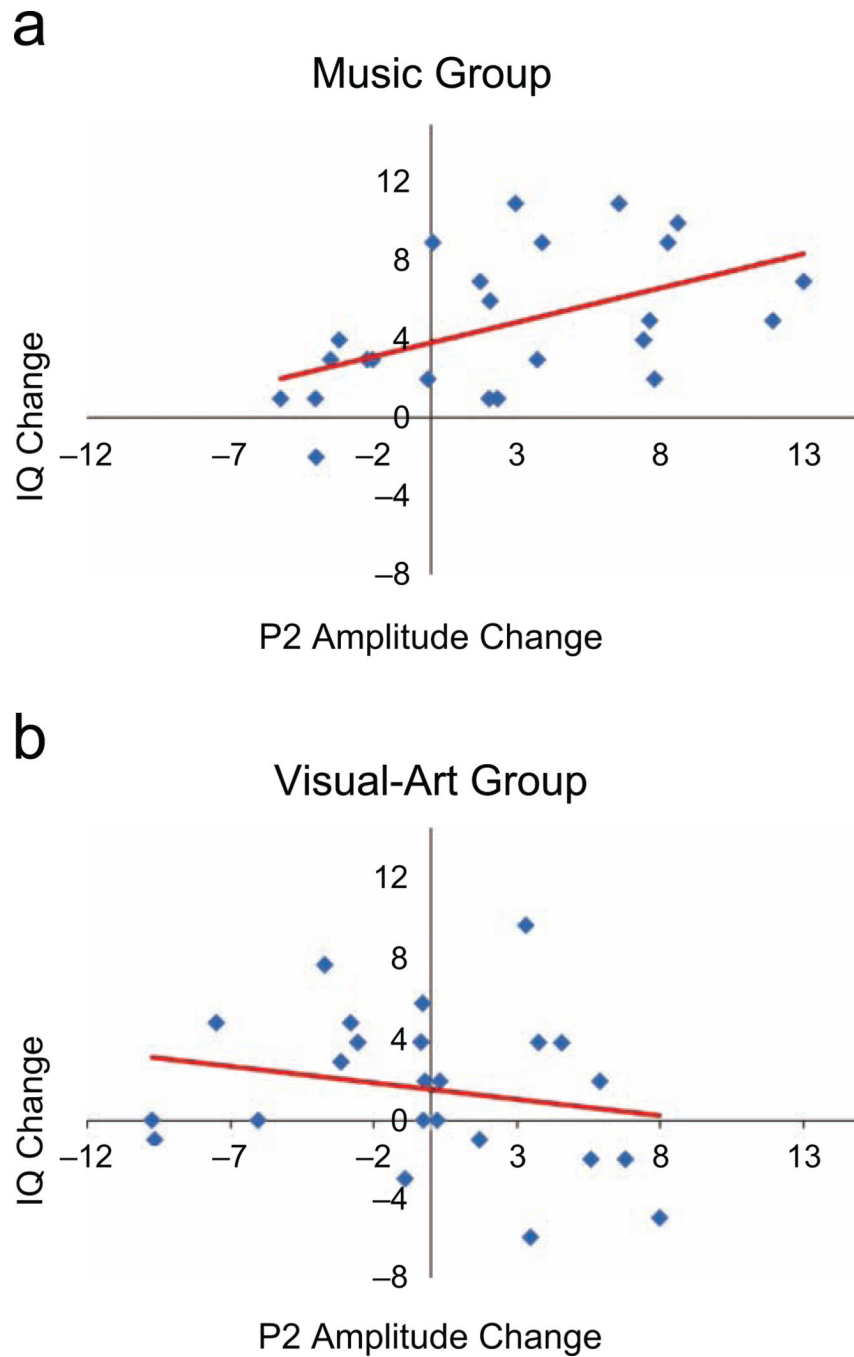 a
Music Group
12
8
4
0
–12 –7 –2 3 8 13
–4
–8
IQ Change
P2 Amplitude Change
b
Visual-Art Group
12
8
4
0
–12 –7 –2 3 8 13
–4
–8
IQ Change
P2 Amplitude Change